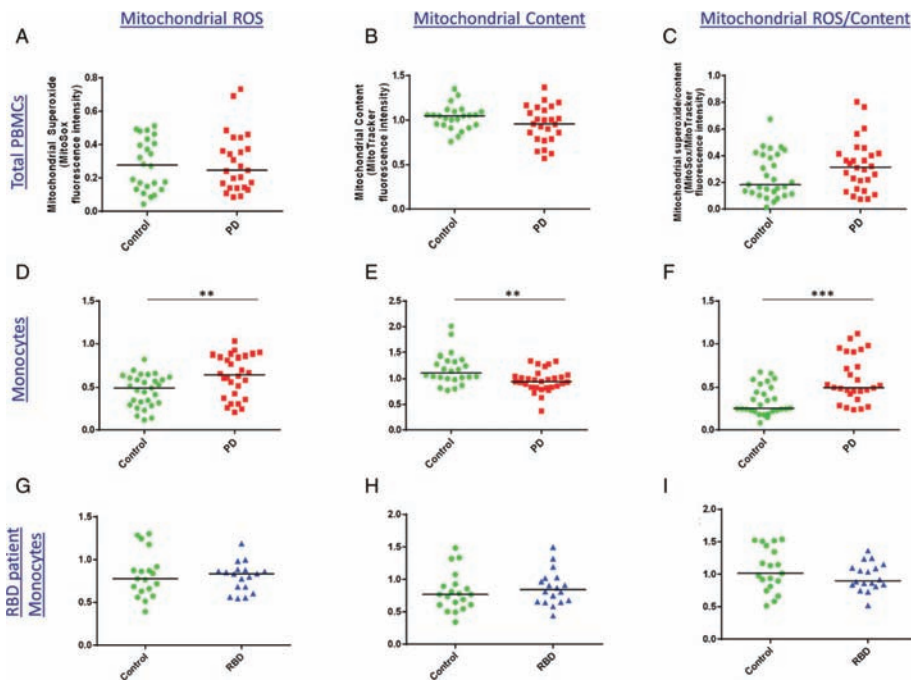 Mitochondrial ROS
Mitochondrial Content
Mitochondrial ROS/Content
Total PBMCs
A
Mitochondrial Superoxide
(MitoSox
fluorescence intensity)
0.8
0.6
0.4
0.2
0.0
Control
PD
B
Mitochondrial Content
(MitoTracker
fluorescence intensity)
1.5
1.0
0.5
0.0
Control
PD
C
Mitochondrial superoxide/content
(MitoSox/MitoTracker
fluorescence intensity)
1.0
0.8
0.6
0.4
0.2
0.0
Control
PD
Monocytes
D
**
1.5
1.0
0.5
0.0
Control
PD
E
**
2.5
2.0
1.5
1.0
0.5
0.0
Control
PD
F
***
1.5
1.0
0.5
0.0
Control
PD
RBD patient
Monocytes
G
1.5
1.0
0.5
0.0
Control
RBD
H
2.0
1.5
1.0
0.5
0.0
Control
RBD
I
2.0
1.5
1.0
0.5
0.0
Control
RBD